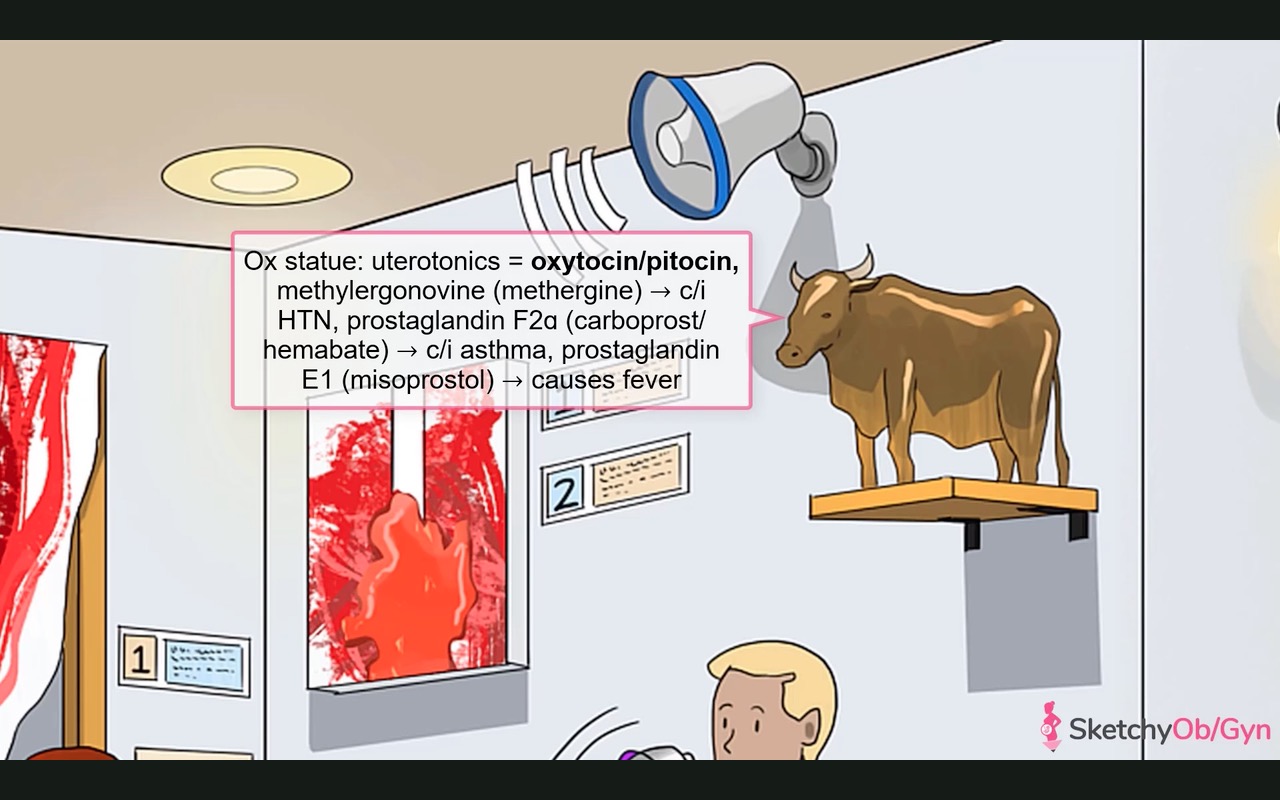 Ox statue: uterotonics = oxytocin/pitocin,
methylergonovine (methergine) → c/i
HTN, prostaglandin F2ɑ (carboprost/
hemabate) → c/i asthma, prostaglandin
E1 (misoprostol) → causes fever
2
1
SketchyOb/Gyn